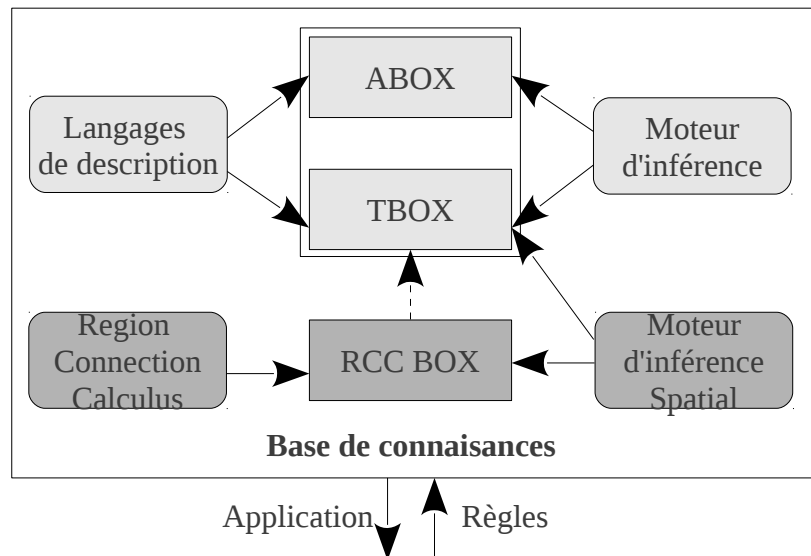 ABOX
Langages
de description
Moteur
d'inférence
TBOX
Region
Connection
Calculus
RCC BOX
Moteur
d'inférence
Spatial
Base de connaisances
Application
Règles